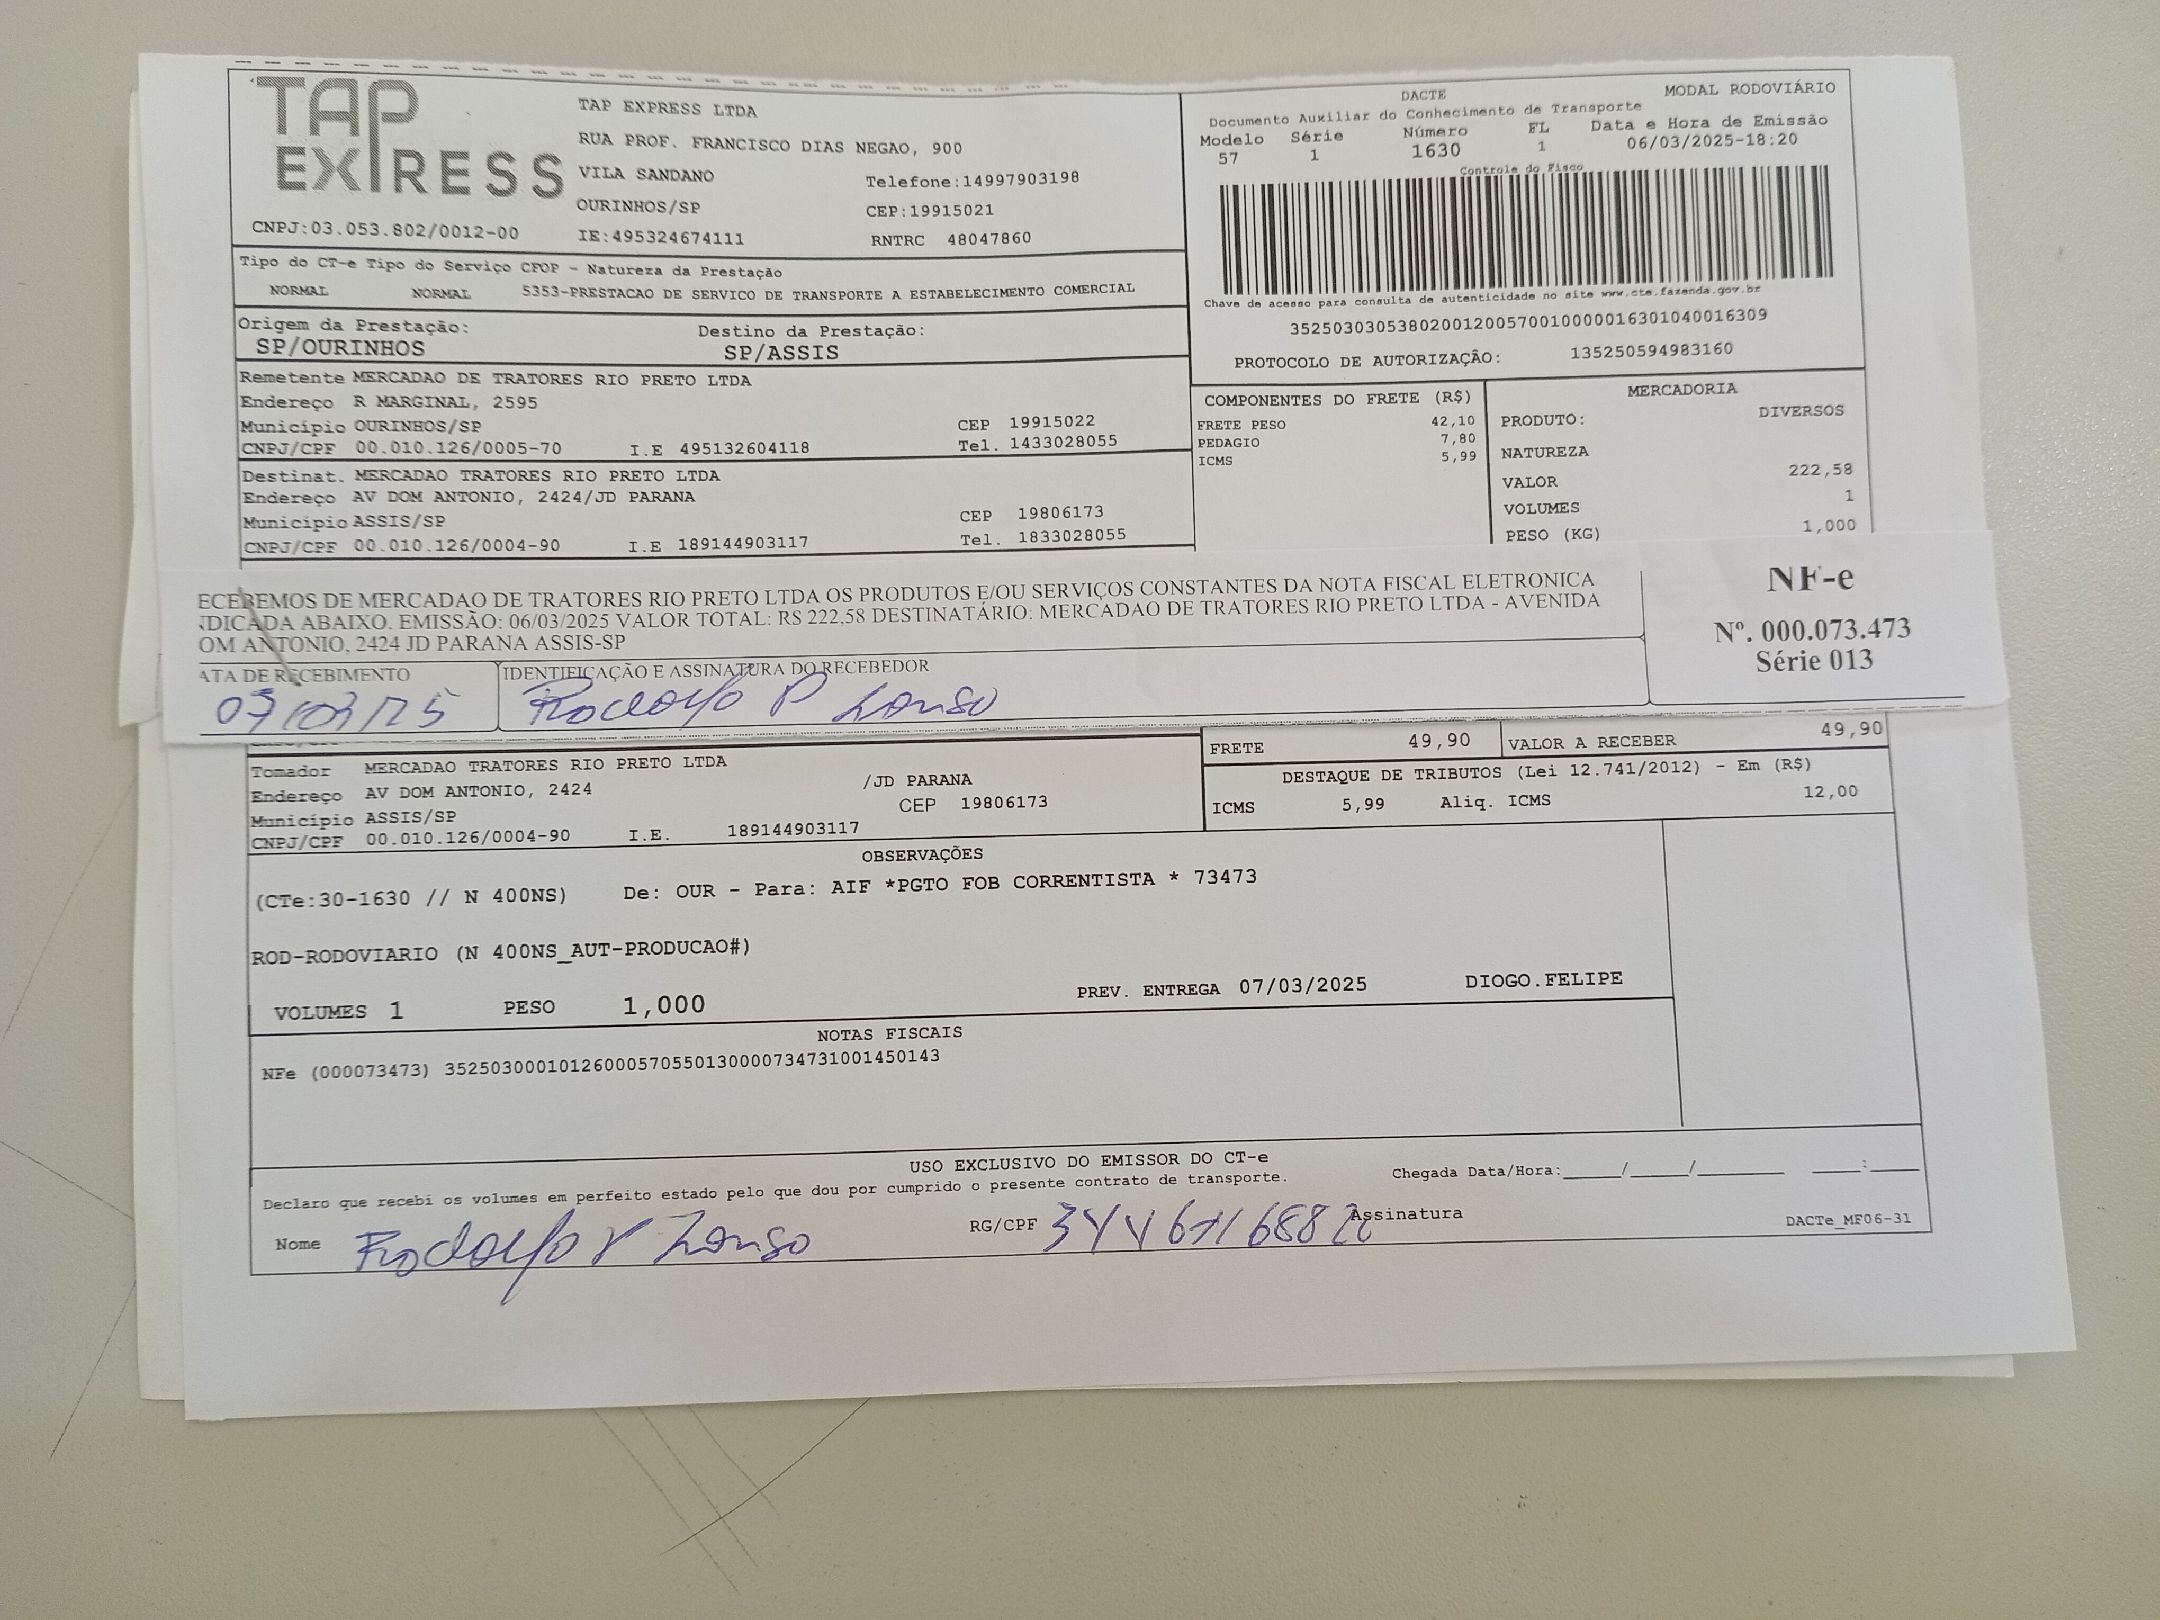 TAP EXPRESS
TAP EXPRESS LTDA
RUA PROF. FRANCISCO DIAS NEGAO, 900
VILA SANDANO Telefone:14997903198
OURINHOS/SP CEP:19915021
CNPJ:03.053.802/0012-00 IE:495324674111 RNTRC 48047860
DACTE MODAL RODOVIÁRIO
Documento Auxiliar do Conhecimento de Transporte
Modelo Série Número FL Data e Hora de Emissão
57 1 1630 1 06/03/2025-18:20
Controle do Fisco
Chave de acesso para consulta de autenticidade no site www.cte.fazenda.gov.br
35250303053802001200570010000016301040016309
PROTOCOLO DE AUTORIZAÇÃO: 135250594983160
Tipo do CT-e Tipo do Serviço CFOP - Natureza da Prestação
NORMAL NORMAL 5353-PRESTACAO DE SERVICO DE TRANSPORTE A ESTABELECIMENTO COMERCIAL
Origem da Prestação: Destino da Prestação:
SP/OURINHOS SP/ASSIS
Remetente MERCADAO DE TRATORES RIO PRETO LTDA
Endereço R MARGINAL, 2595
Município OURINHOS/SP CEP 19915022
CNPJ/CPF 00.010.126/0005-70 I.E 495132604118 Tel. 1433028055
Destinat. MERCADAO TRATORES RIO PRETO LTDA
Endereço AV DOM ANTONIO, 2424/JD PARANA
Município ASSIS/SP CEP 19806173
CNPJ/CPF 00.010.126/0004-90 I.E 189144903117 Tel. 1833028055
COMPONENTES DO FRETE (R$)
FRETE PESO 42,10
PEDAGIO 7,80
ICMS 5,99
MERCADORIA
PRODUTO: DIVERSOS
NATUREZA
VALOR 222,58
VOLUMES 1
PESO (KG) 1,000
ECEBEMOS DE MERCADAO DE TRATORES RIO PRETO LTDA OS PRODUTOS E/OU SERVIÇOS CONSTANTES DA NOTA FISCAL ELETRONICA
NDICADA ABAIXO. EMISSÃO: 06/03/2025 VALOR TOTAL: R$ 222,58 DESTINATÁRIO: MERCADAO DE TRATORES RIO PRETO LTDA - AVENIDA
OM ANTONIO, 2424 JD PARANA ASSIS-SP
ATA DE RECEBIMENTO IDENTIFICAÇÃO E ASSINATURA DO RECEBEDOR
07/03/25 Rodolfo P
NF-e
Nº. 000.073.473
Série 013
FRETE 49,90 VALOR A RECEBER 49,90
Tomador MERCADAO TRATORES RIO PRETO LTDA
Endereço AV DOM ANTONIO, 2424 /JD PARANA
Município ASSIS/SP CEP 19806173
CNPJ/CPF 00.010.126/0004-90 I.E. 189144903117
DESTAQUE DE TRIBUTOS (Lei 12.741/2012) - Em (R$)
ICMS 5,99 Aliq. ICMS 12,00
OBSERVAÇÕES
(CTe:30-1630 // N 400NS) De: OUR - Para: AIF *PGTO FOB CORRENTISTA * 73473
ROD-RODOVIARIO (N 400NS_AUT-PRODUCAO#)
VOLUMES 1 PESO 1,000 PREV. ENTREGA 07/03/2025 DIOGO.FELIPE
NOTAS FISCAIS
NFe (000073473) 35250300010126000570550130000734731001450143
USO EXCLUSIVO DO EMISSOR DO CT-e
Declaro que recebi os volumes em perfeito estado pelo que dou por cumprido o presente contrato de transporte.
Chegada Data/Hora:_____/_____/_______ ____:____
Nome Rodolfo RG/CPF Assinatura
DACTe_MF06-31